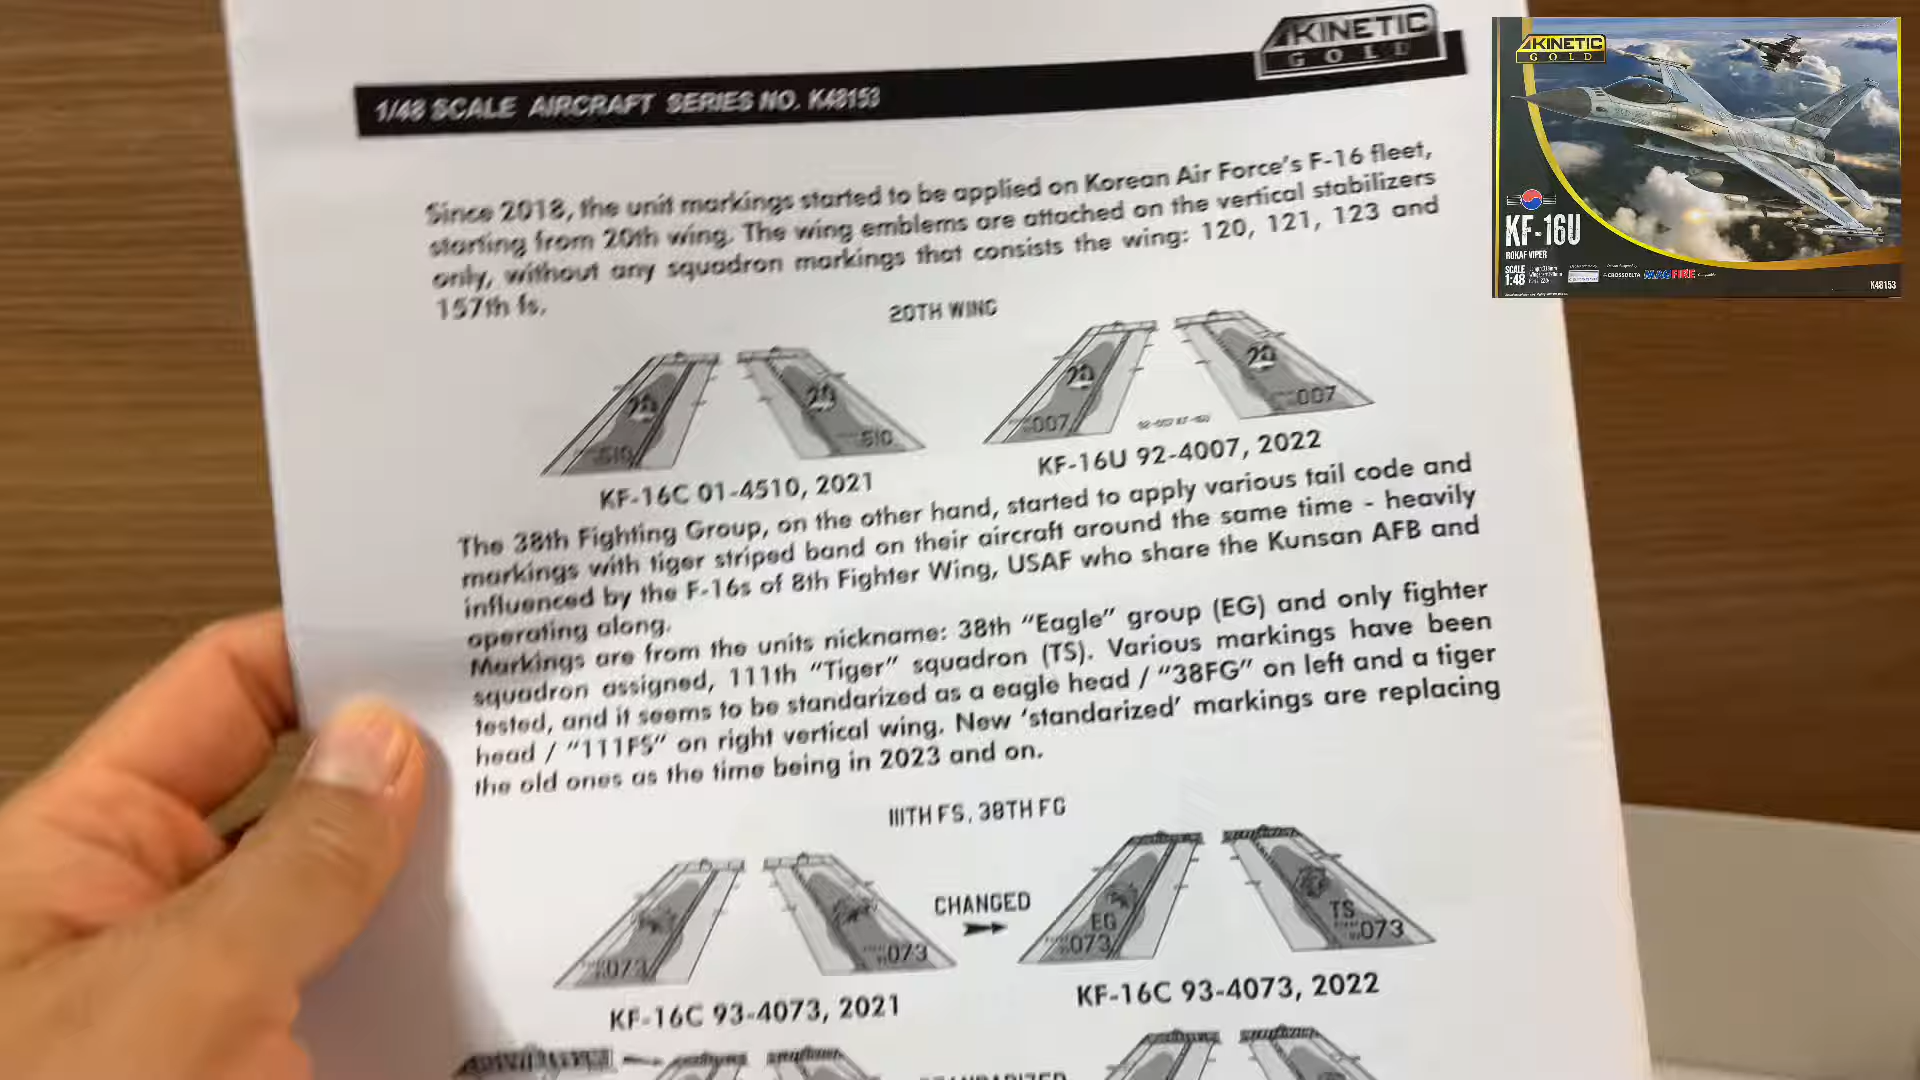 KINETIC
GOLD
1/48 SCALE AIRCRAFT SERIES NO. K48153
Since 2018, the unit markings started to be applied on Korean Air Force's F-16 fleet,
starting from 20th wing. The wing emblems are attached on the vertical stabilizers
only, without any squadron markings that consists the wing: 120, 121, 123 and
157th fs.
20TH WING
20 20 20 20
510 510 007 007
KF-16C 01-4510, 2021
KF-16U 92-4007, 2022
The 38th Fighting Group, on the other hand, started to apply various tail code and
markings with tiger striped band on their aircraft around the same time - heavily
influenced by the F-16s of 8th Fighter Wing, USAF who share the Kunsan AFB and
operating along.
Markings are from the units nickname: 38th "Eagle" group (EG) and only fighter
squadron assigned, 111th "Tiger" squadron (TS). Various markings have been
tested, and it seems to be standarized as a eagle head / "38FG" on left and a tiger
head / "111FS" on right vertical wing. New 'standarized' markings are replacing
the old ones as the time being in 2023 and on.
111TH FS, 38TH FG
073 073
CHANGED
EG TS
073 073
KF-16C 93-4073, 2021
KF-16C 93-4073, 2022
KINETIC
GOLD
KF-16U
ROKAF VIPER
SCALE
1:48
CROSSDELTA
K48153